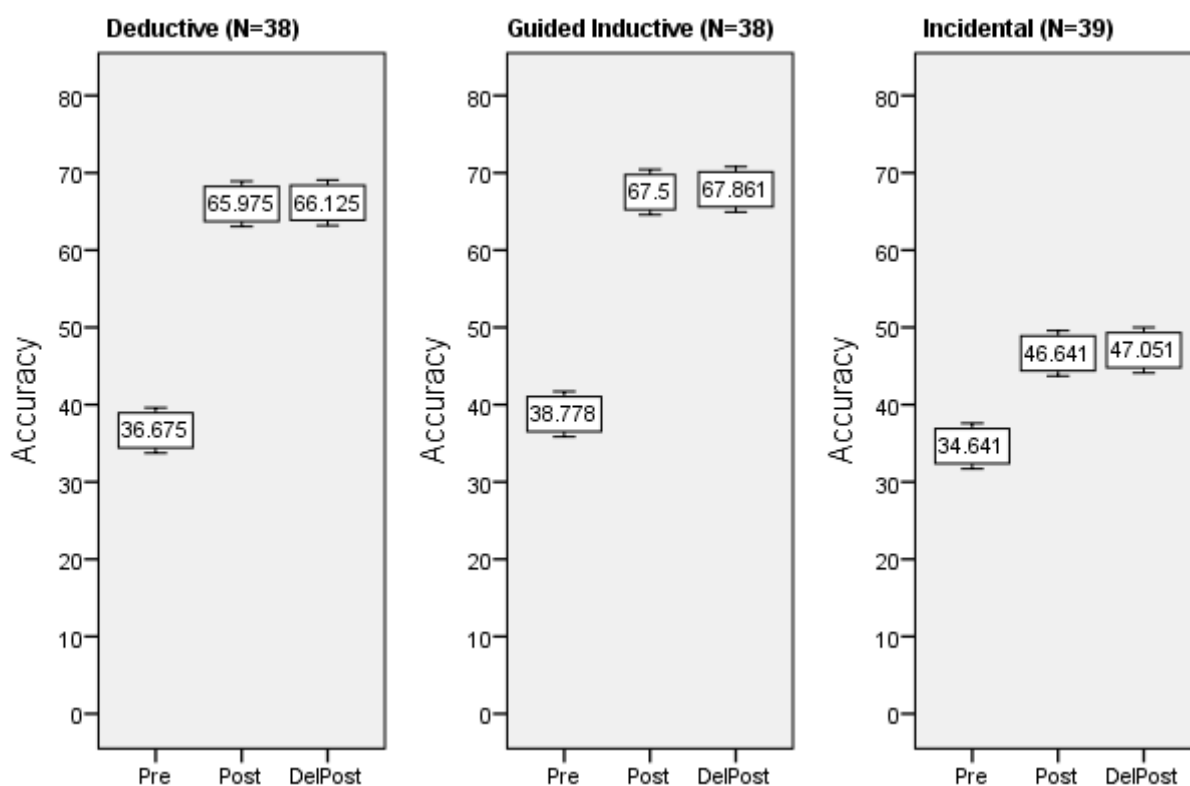 Deductive (N=38)
Accuracy
80
70
60
50
40
30
20
10
0
36.675
65.975
66.125
Pre
Post
DelPost
Guided Inductive (N=38)
Accuracy
80
70
60
50
40
30
20
10
0
38.778
67.5
67.861
Pre
Post
DelPost
Incidental (N=39)
Accuracy
80
70
60
50
40
30
20
10
0
34.641
46.641
47.051
Pre
Post
DelPost